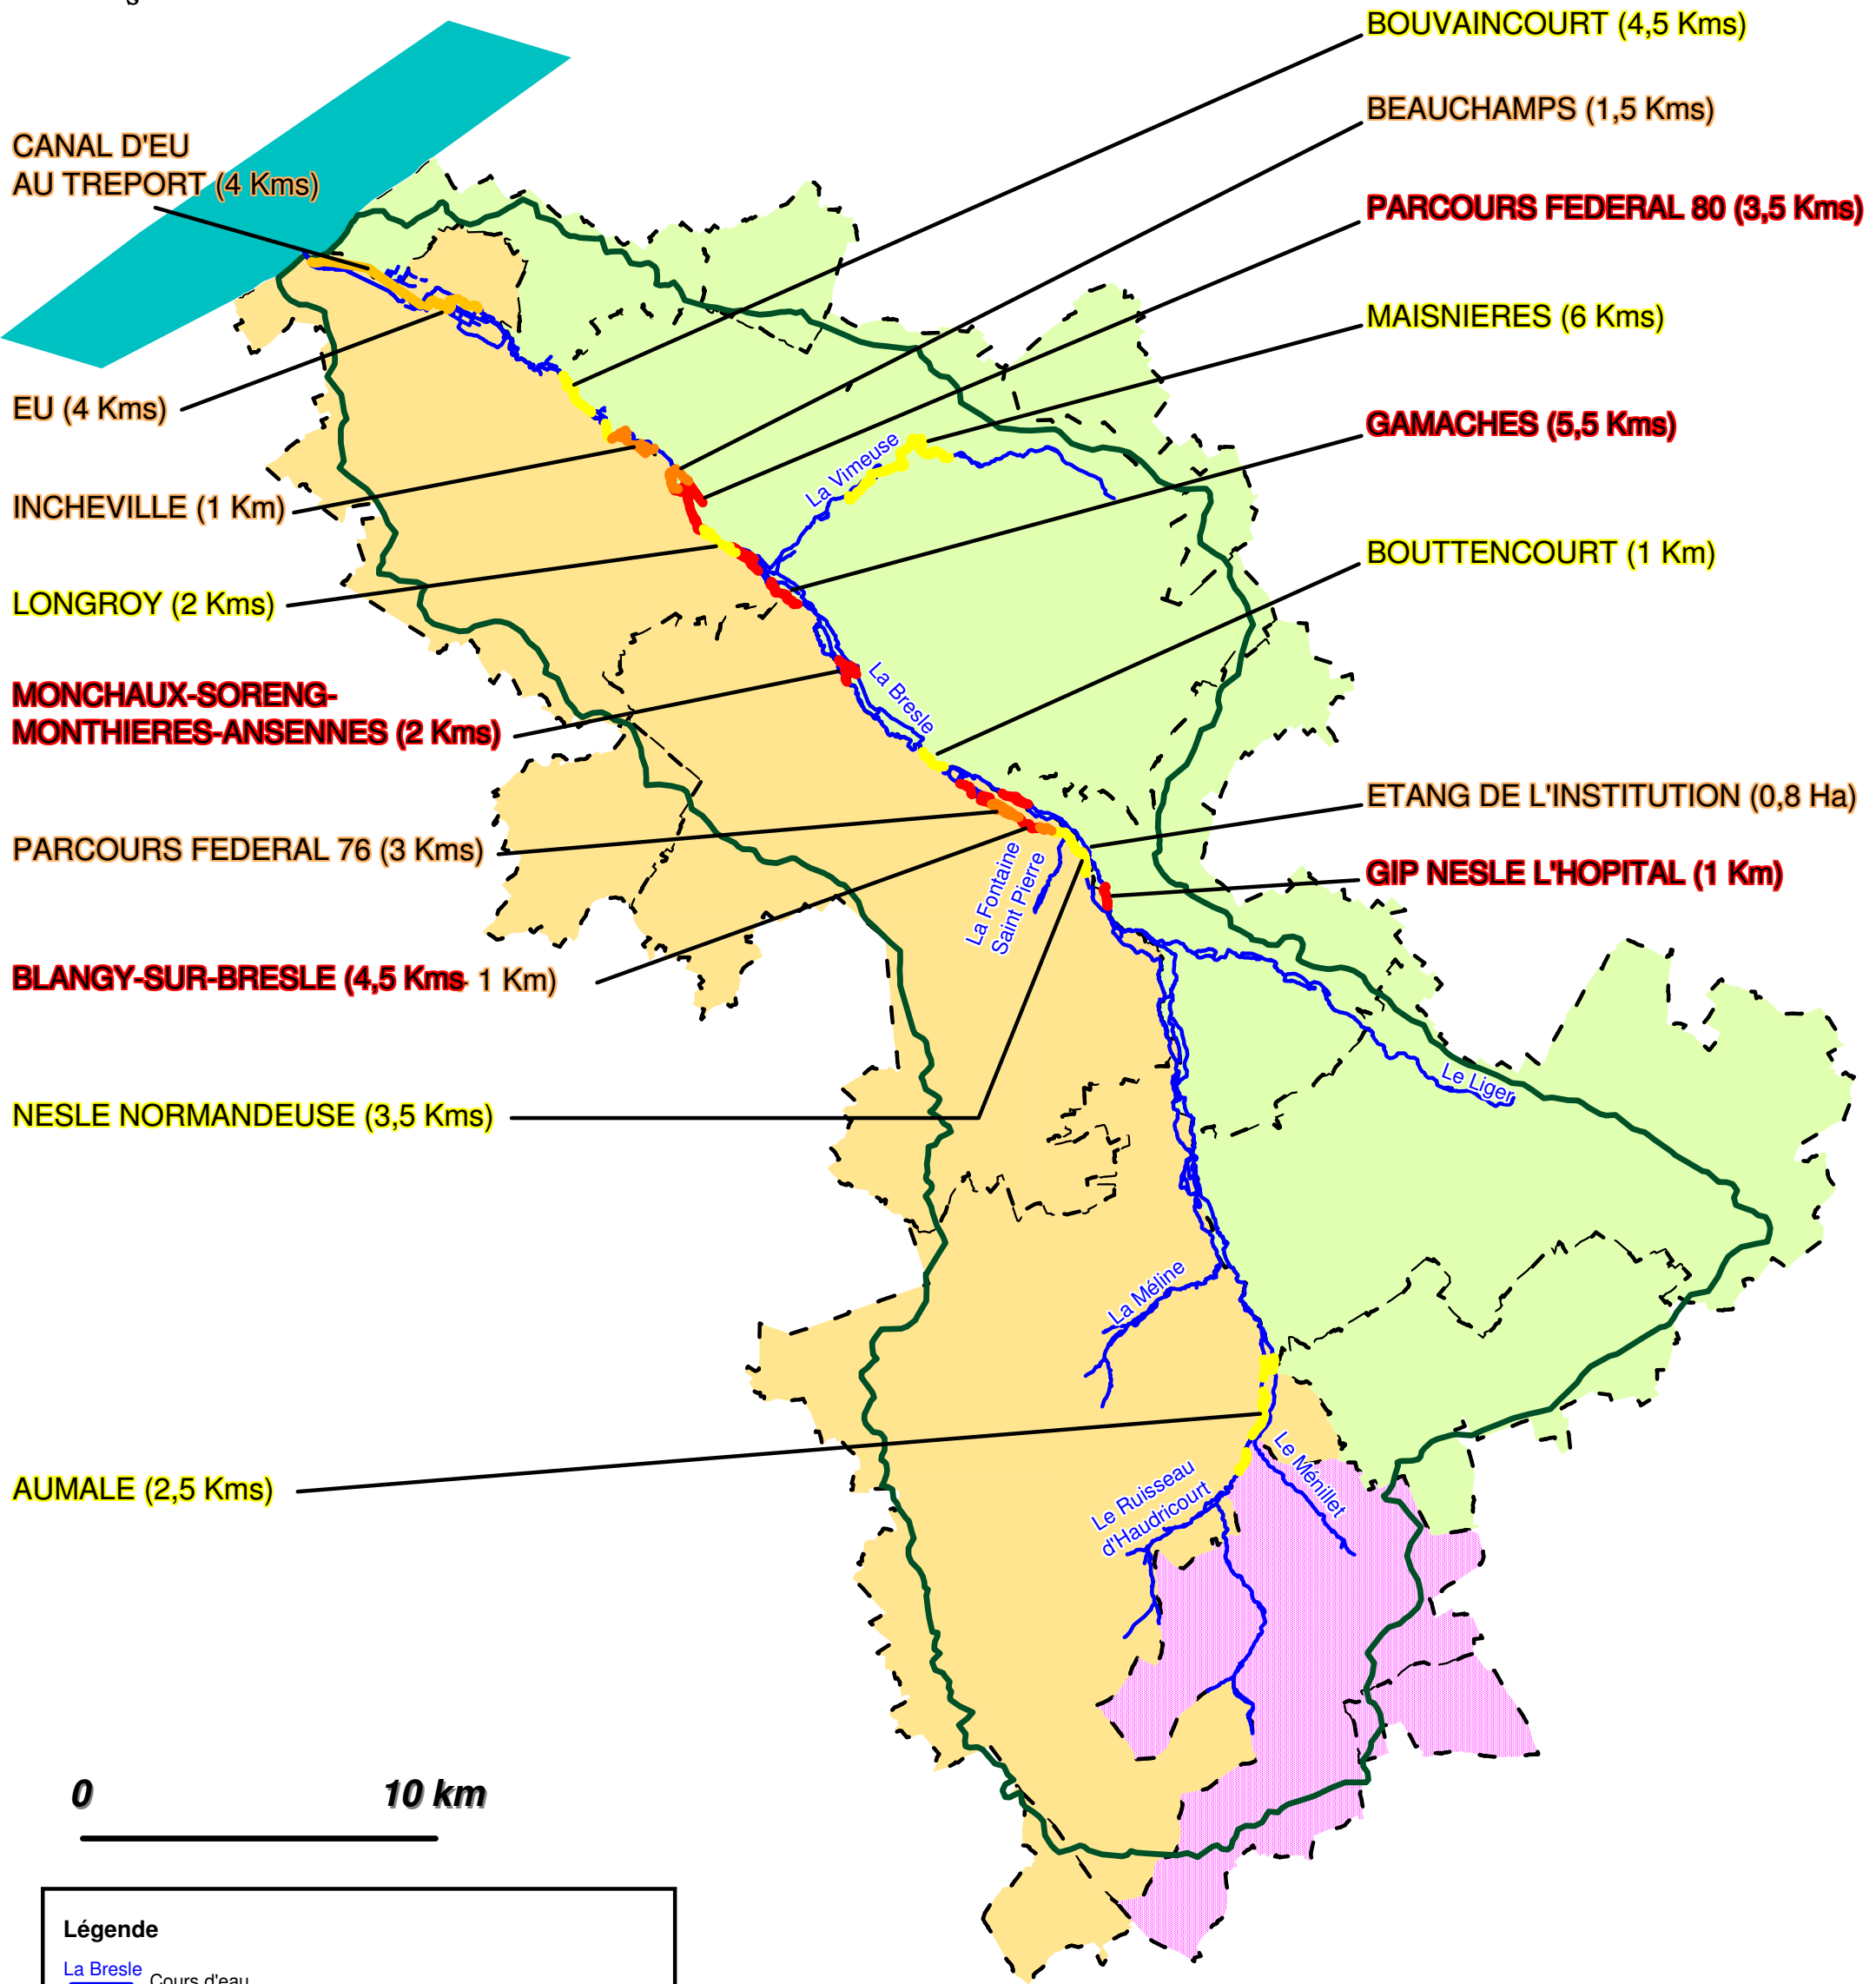 S
BOUVAINCOURT (4,5 Kms)
BEAUCHAMPS (1,5 Kms)
CANAL D'EU
AU TREPORT (4 Kms)
PARCOURS FEDERAL 80 (3,5 Kms)
MAISNIERES (6 Kms)
EU (4 Kms)
GAMACHES (5,5 Kms)
La Vimeuse
INCHEVILLE (1 Km)
BOUTTENCOURT (1 Km)
LONGROY (2 Kms)
MONCHAUX-SORENG-
MONTHIERES-ANSENNES (2 Kms)
La Bresle
ETANG DE L'INSTITUTION (0,8 Ha)
PARCOURS FEDERAL 76 (3 Kms)
GIP NESLE L'HOPITAL (1 Km)
La Fontaine
Saint Pierre
BLANGY-SUR-BRESLE (4,5 Kms- 1 Km)
Le Liger
NESLE NORMANDEUSE (3,5 Kms)
La Méline
AUMALE (2,5 Kms)
Le Ménillet
Le Ruisseau
d'Haudricourt
0 10 km
Légende
La Bresle
Cours d'eau